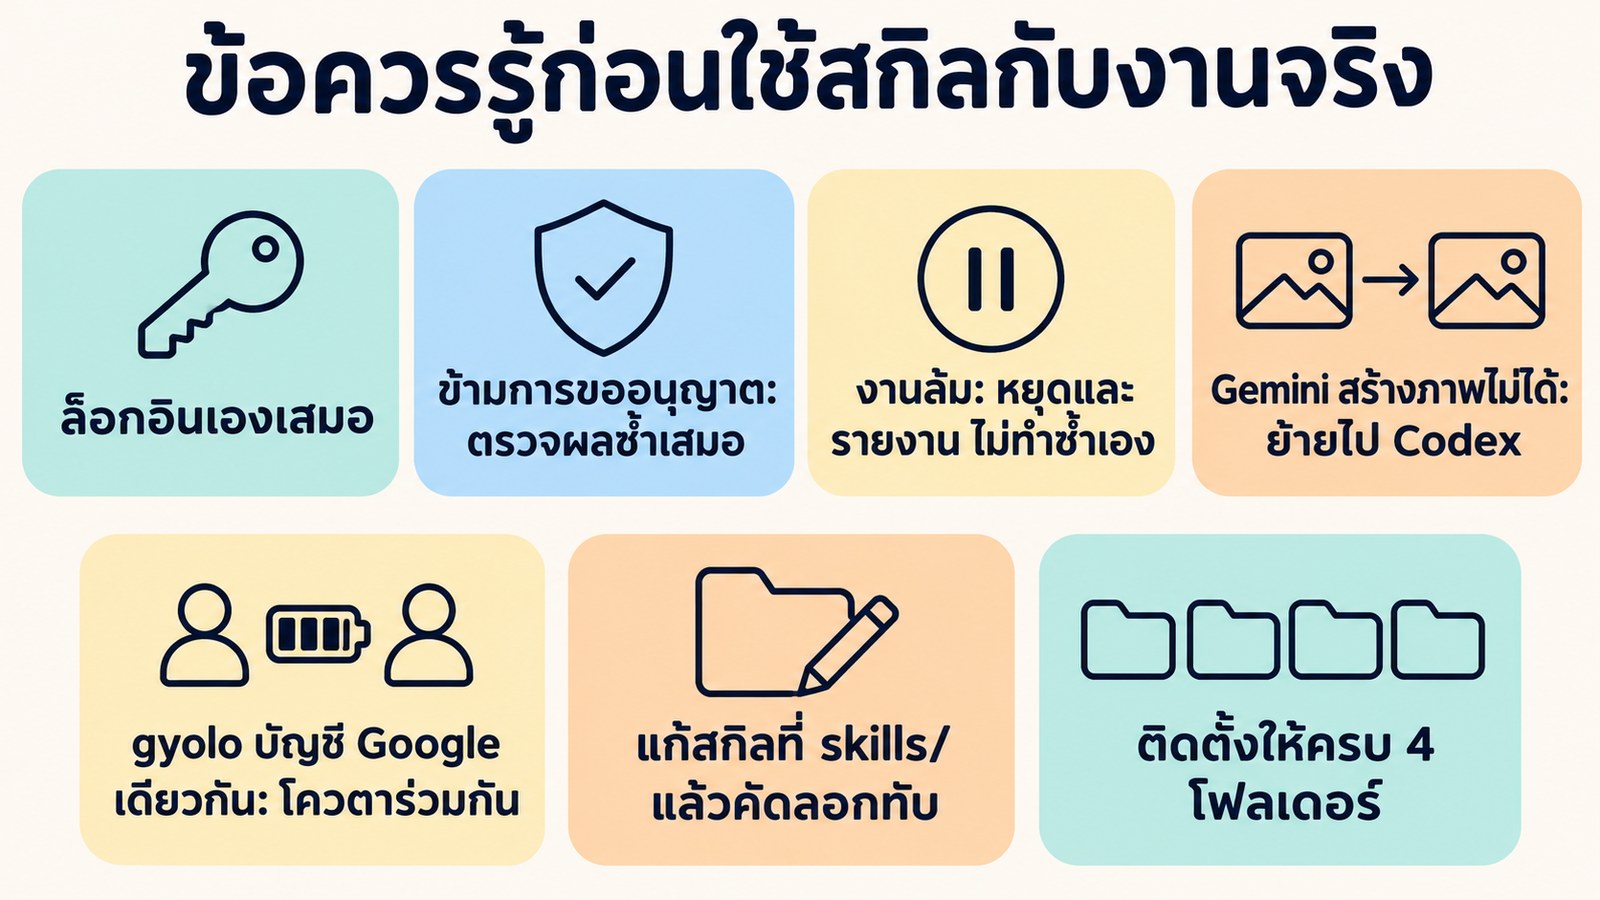 ข้อควรรู้ก่อนใช้สกิลกับงานจริง
ล็อกอินเองเสมอ
ข้ามการขออนุญาต:
ตรวจผลซ้ำเสมอ
งานล้ม: หยุดและ
รายงาน ไม่ทำซ้ำเอง
Gemini สร้างภาพไม่ได้:
ย้ายไป Codex
gyolo บัญชี Google
เดียวกัน: โควตาร่วมกัน
แก้สกิลที่ skills/
แล้วคัดลอกทับ
ติดตั้งให้ครบ 4
โฟลเดอร์